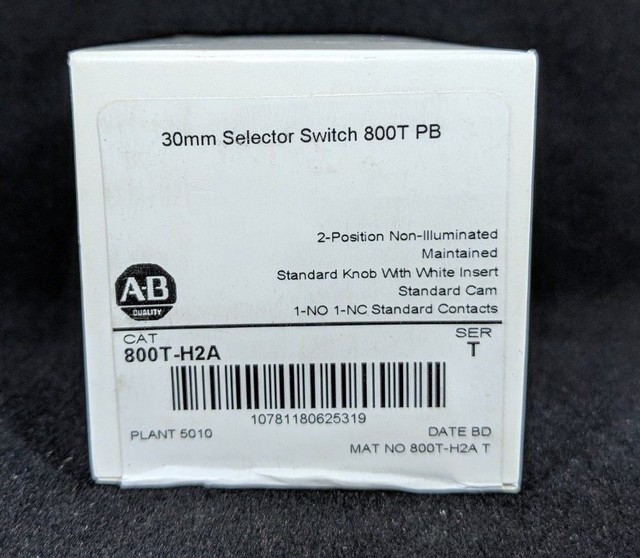 30mm Selector Switch 800T PB
2-Position Non-Illuminated
Maintained
Standard Knob With White Insert
Standard Cam
1-NO 1-NC Standard Contacts
A-B
QUALITY
CAT
SER
800T-H2A
T
10781180625319
PLANT 5010
DATE BD
MAT NO 800T-H2A T